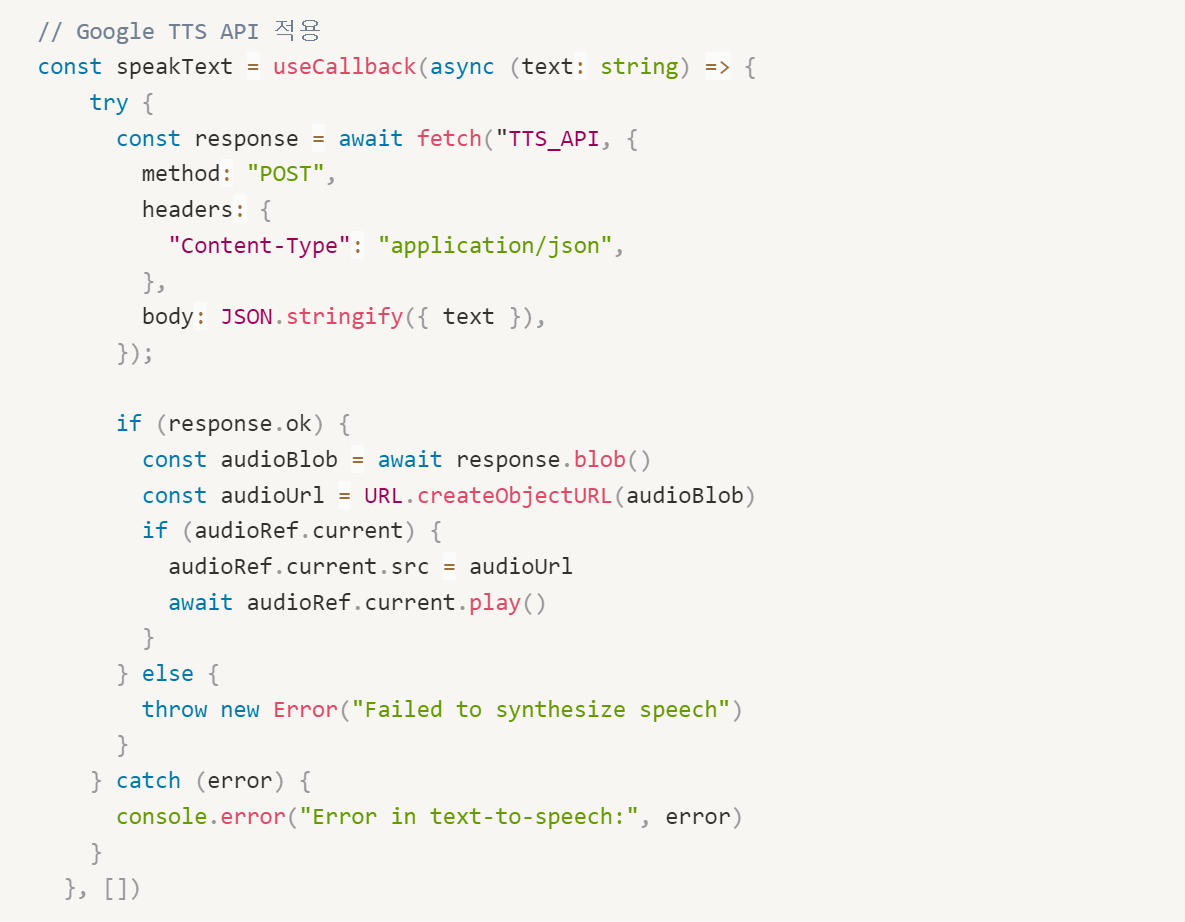 // Google TTS API 적용
const speakText = useCallback(async (text: string) => {
try {
const response = await fetch("TTS_API, {
method: "POST",
headers: {
"Content-Type": "application/json",
},
body: JSON.stringify({ text }),
});
if (response.ok) {
const audioBlob = await response.blob()
const audioUrl = URL.createObjectURL(audioBlob)
if (audioRef.current) {
audioRef.current.src = audioUrl
await audioRef.current.play()
}
} else {
throw new Error("Failed to synthesize speech")
}
} catch (error) {
console.error("Error in text-to-speech:", error)
}
}, [])